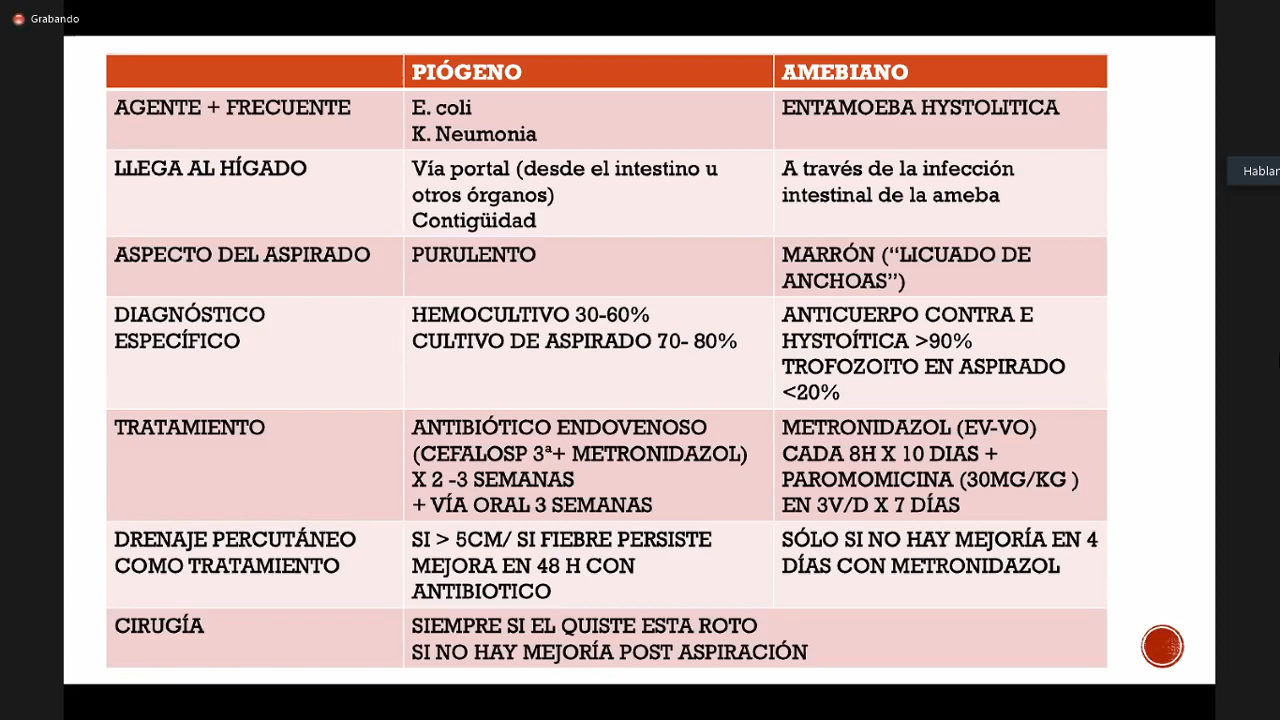 Grabando
PIÓGENO
AMEBIANO
AGENTE + FRECUENTE
E. coli
K. Neumonia
ENTAMOEBA HYSTOLITICA
LLEGA AL HÍGADO
Vía portal (desde el intestino u
otros órganos)
Contigüidad
A través de la infección
intestinal de la ameba
ASPECTO DEL ASPIRADO
PURULENTO
MARRÓN (“LICUADO DE
ANCHOAS”)
DIAGNÓSTICO
ESPECÍFICO
HEMOCULTIVO 30-60%
CULTIVO DE ASPIRADO 70- 80%
ANTICUERPO CONTRA E
HYSTOÍTICA >90%
TROFOZOITO EN ASPIRADO
<20%
TRATAMIENTO
ANTIBIÓTICO ENDOVENOSO
(CEFALOSP 3ª+ METRONIDAZOL)
X 2 -3 SEMANAS
+ VÍA ORAL 3 SEMANAS
METRONIDAZOL (EV-VO)
CADA 8H X 10 DIAS +
PAROMOMICINA (30MG/KG )
EN 3V/D X 7 DÍAS
DRENAJE PERCUTÁNEO
COMO TRATAMIENTO
SI > 5CM/ SI FIEBRE PERSISTE
MEJORA EN 48 H CON
ANTIBIOTICO
SÓLO SI NO HAY MEJORÍA EN 4
DÍAS CON METRONIDAZOL
CIRUGÍA
SIEMPRE SI EL QUISTE ESTA ROTO
SI NO HAY MEJORÍA POST ASPIRACIÓN
Hablar